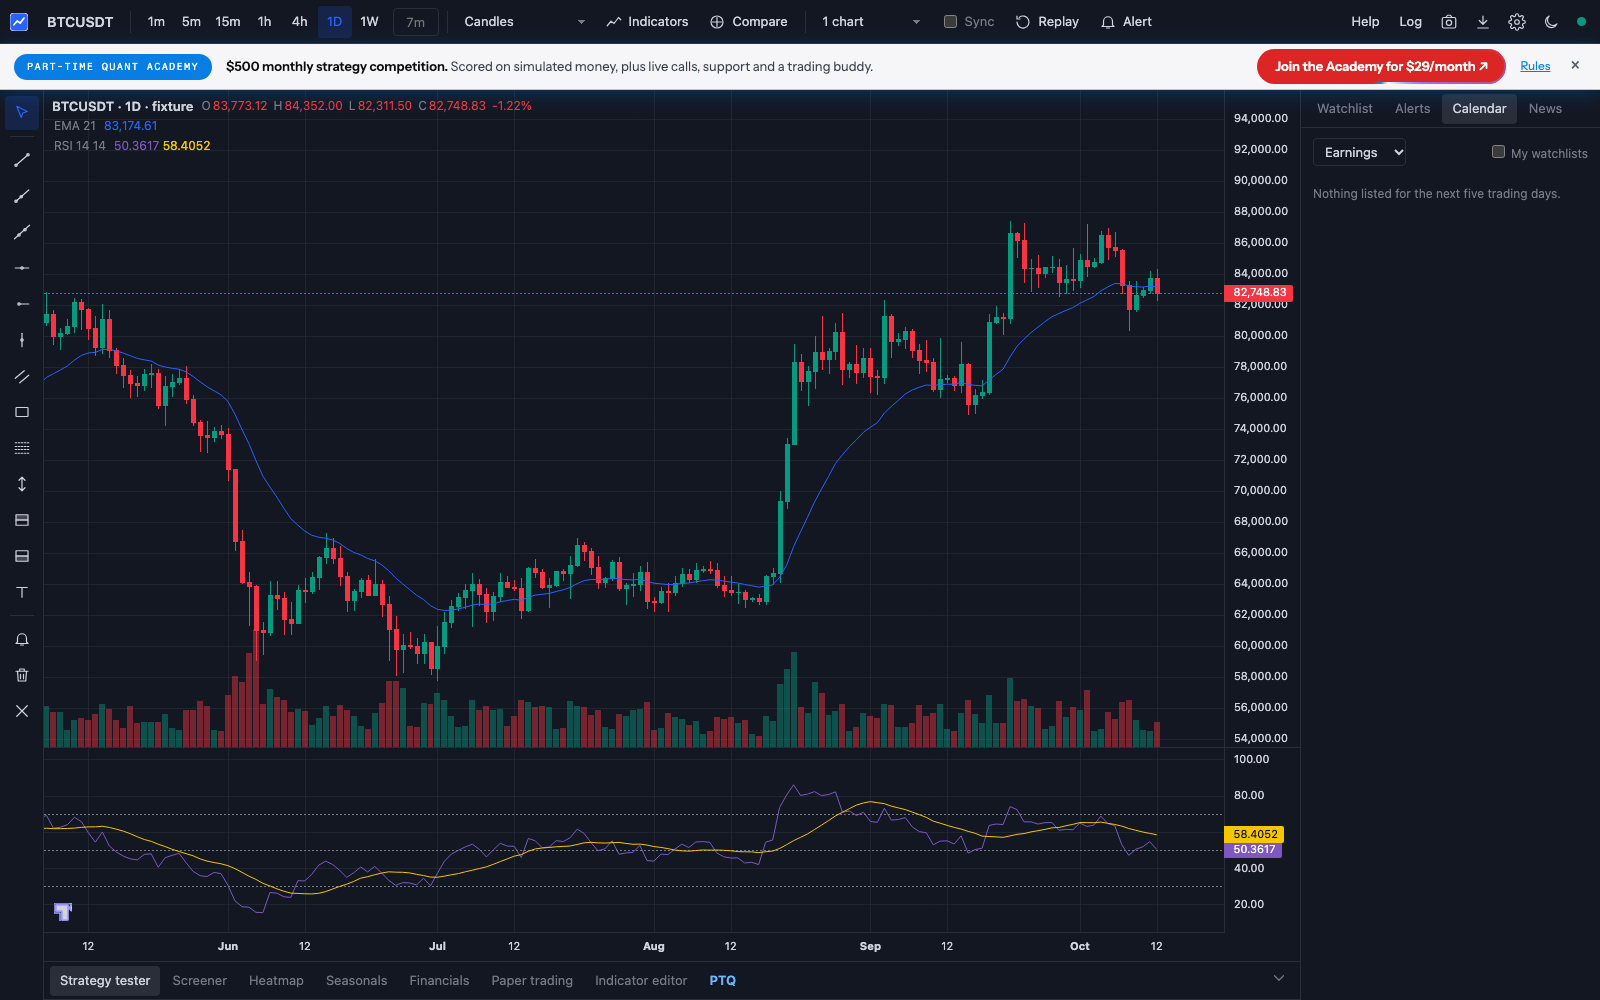 BTCUSDT 1m 5m 15m 1h 4h 1D 1W 7m Candles Indicators Compare 1 chart Sync Replay Alert Help Log
PART-TIME QUANT ACADEMY $500 monthly strategy competition. Scored on simulated money, plus live calls, support and a trading buddy. Join the Academy for $29/month ↗ Rules ×
BTCUSDT · 1D · fixture O 83,773.12 H 84,352.00 L 82,311.50 C 82,748.83 -1.22%
EMA 21 83,174.61
RSI 14 14 50.3617 58.4052
94,000.00
92,000.00
90,000.00
88,000.00
86,000.00
84,000.00
82,748.83
82,000.00
80,000.00
78,000.00
76,000.00
74,000.00
72,000.00
70,000.00
68,000.00
66,000.00
64,000.00
62,000.00
60,000.00
58,000.00
56,000.00
54,000.00
100.00
80.00
58.4052
50.3617
40.00
20.00
12 Jun 12 Jul 12 Aug 12 Sep 12 Oct 12
Watchlist Alerts Calendar News
Earnings My watchlists
Nothing listed for the next five trading days.
Strategy tester Screener Heatmap Seasonals Financials Paper trading Indicator editor PTQ